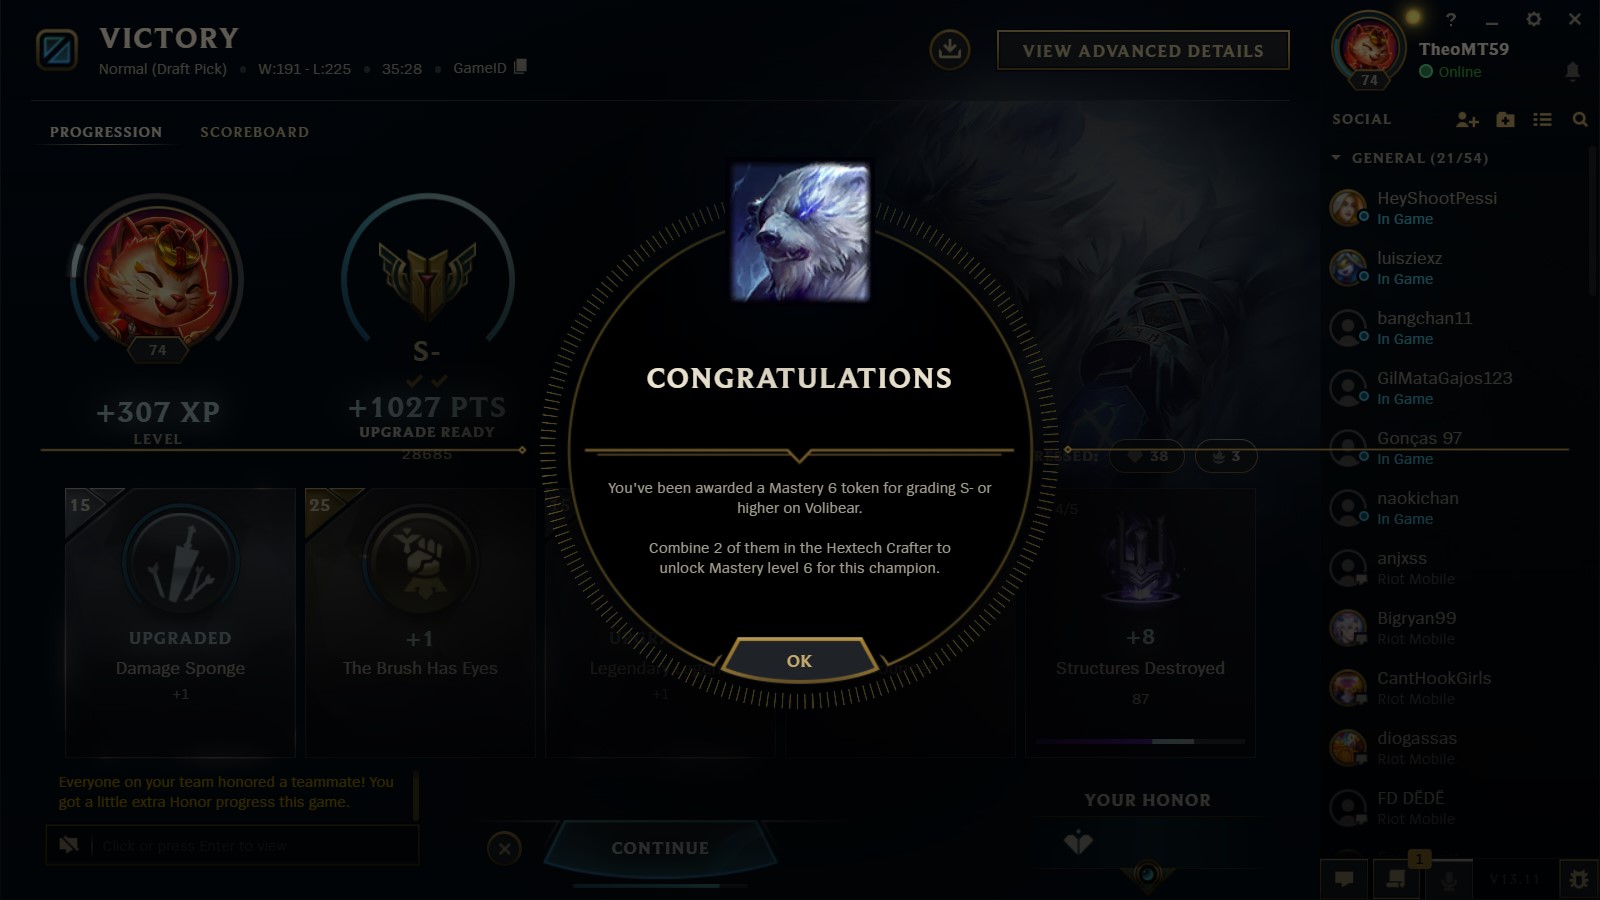 VICTORY
Normal (Draft Pick) • W:191 - L:225 • 35:28 • GameID
VIEW ADVANCED DETAILS
?
TheoMT59
74
Online
PROGRESSION
SCOREBOARD
SOCIAL
GENERAL (21/54)
HeyShootPessi
In Game
luisziexz
In Game
bangchan11
In Game
GilMataGajos123
In Game
Gonças 97
In Game
naokichan
In Game
anjxss
Riot Mobile
Bigryan99
Riot Mobile
CantHookGirls
Riot Mobile
diogassas
Riot Mobile
FD DĒDĒ
Riot Mobile
74
+307 XP
LEVEL
S-
+1027 PTS
UPGRADE READY
28685
CONGRATULATIONS
You've been awarded a Mastery 6 token for grading S- or
higher on Volibear.
Combine 2 of them in the Hextech Crafter to
unlock Mastery level 6 for this champion.
OK
38
3
15
UPGRADED
Damage Sponge
+1
25
+1
The Brush Has Eyes
+1
4/5
+8
Structures Destroyed
87
Everyone on your team honored a teammate! You
got a little extra Honor progress this game.
Click or press Enter to view
CONTINUE
YOUR HONOR
1
V13.11